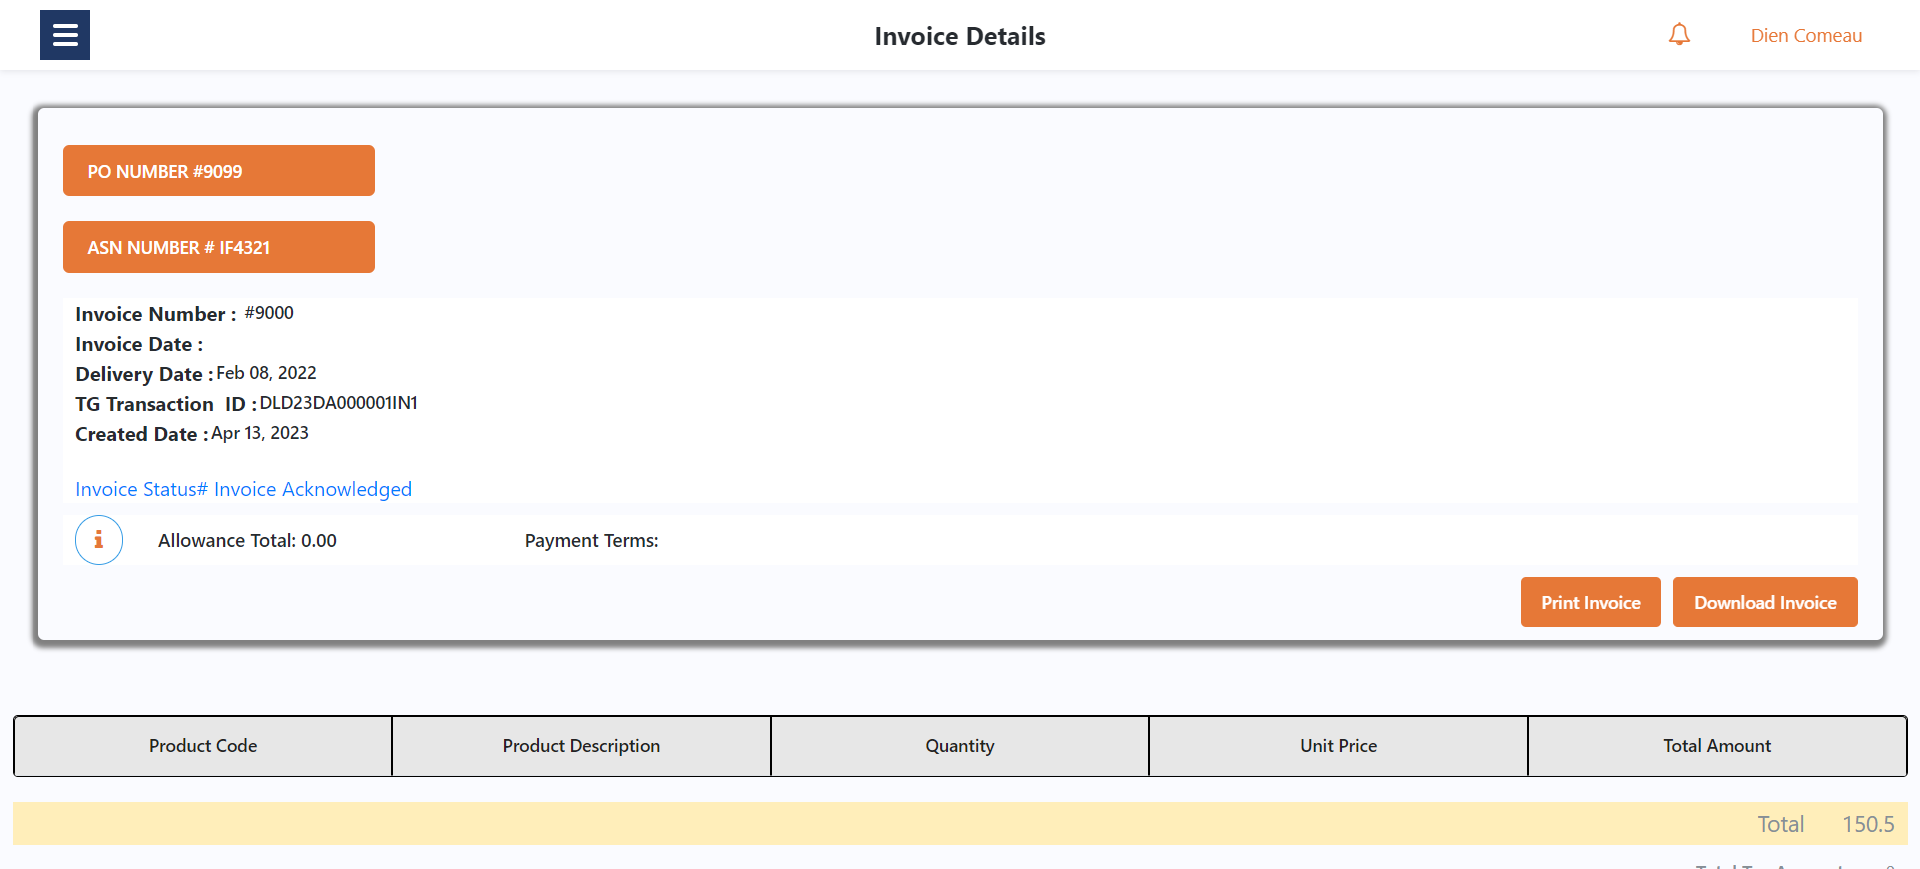 Invoice Details
Dien Comeau
PO NUMBER #9099
ASN NUMBER # IF4321
Invoice Number : #9000
Invoice Date :
Delivery Date : Feb 08, 2022
TG Transaction ID : DLD23DA000001IN1
Created Date : Apr 13, 2023
Invoice Status# Invoice Acknowledged
Allowance Total: 0.00 Payment Terms:
Print Invoice Download Invoice
Product Code Product Description Quantity Unit Price Total Amount
Total 150.5